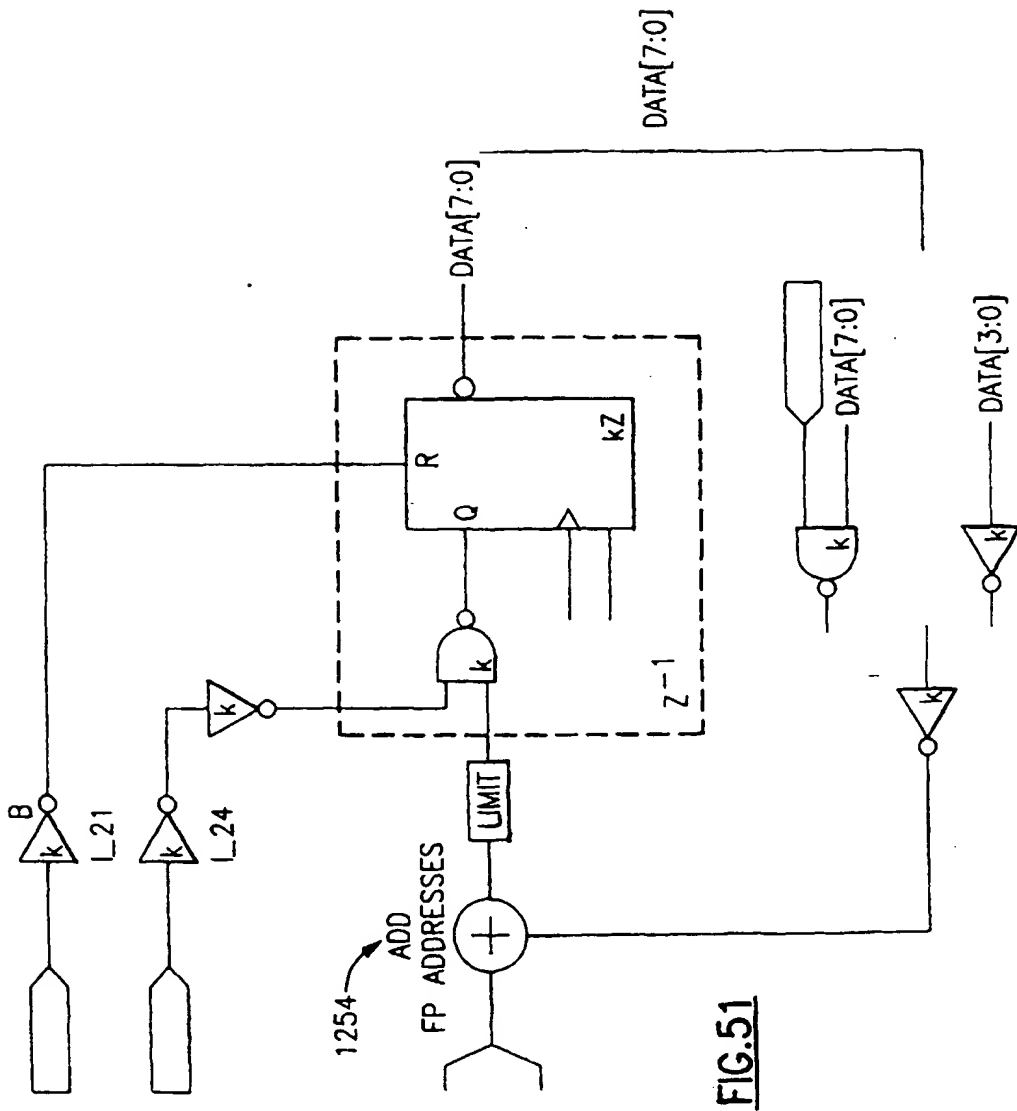 B
k
I_21
k
I_24
k
1254
ADD
FP ADDRESSES
+
LIMIT
k
Q
R
kZ
Z-1
DATA[7:0]
DATA[7:0]
k
DATA[7:0]
k
DATA[3:0]
k
FIG.51